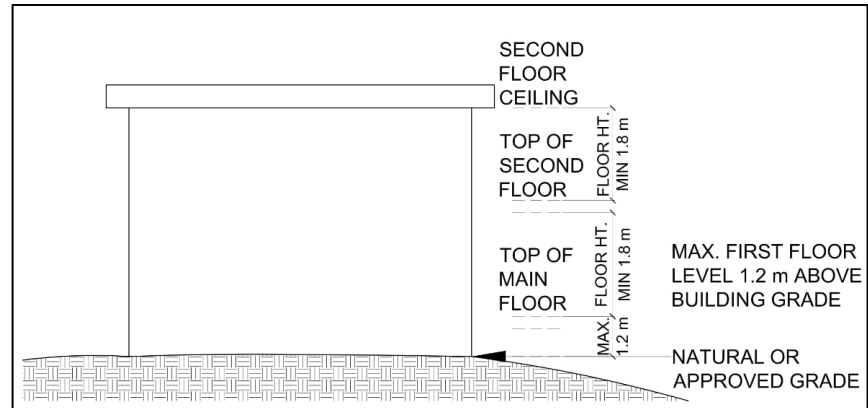 SECOND
FLOOR
CEILING
FLOOR HT.
MIN 1.8 m
TOP OF
SECOND
FLOOR
TOP OF
MAIN
FLOOR
FLOOR HT.
MIN 1.8 m
MAX. FIRST FLOOR
LEVEL 1.2 m ABOVE
BUILDING GRADE
MAX.
1.2 m
NATURAL OR
APPROVED GRADE